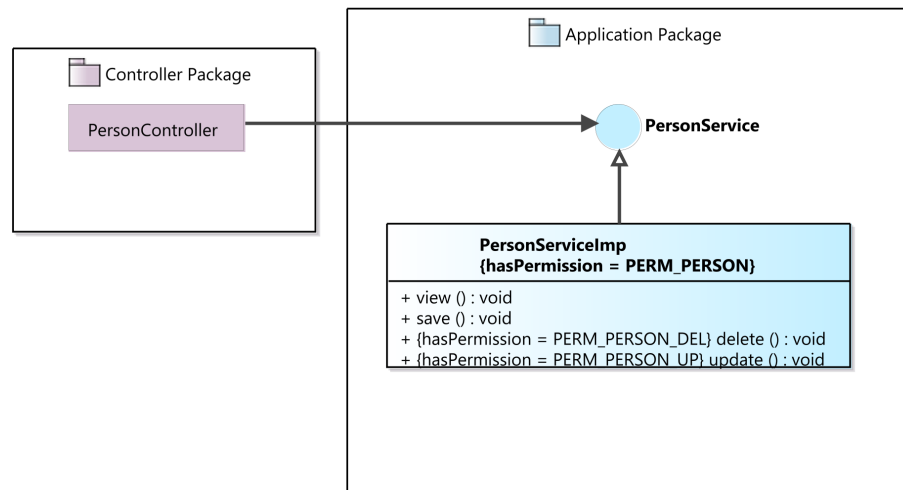 Application Package
Controller Package
PersonController
PersonService
PersonServiceImp
{hasPermission = PERM_PERSON}
+ view () : void
+ save () : void
+ {hasPermission = PERM_PERSON_DEL} delete () : void
+ {hasPermission = PERM_PERSON_UP} update () : void